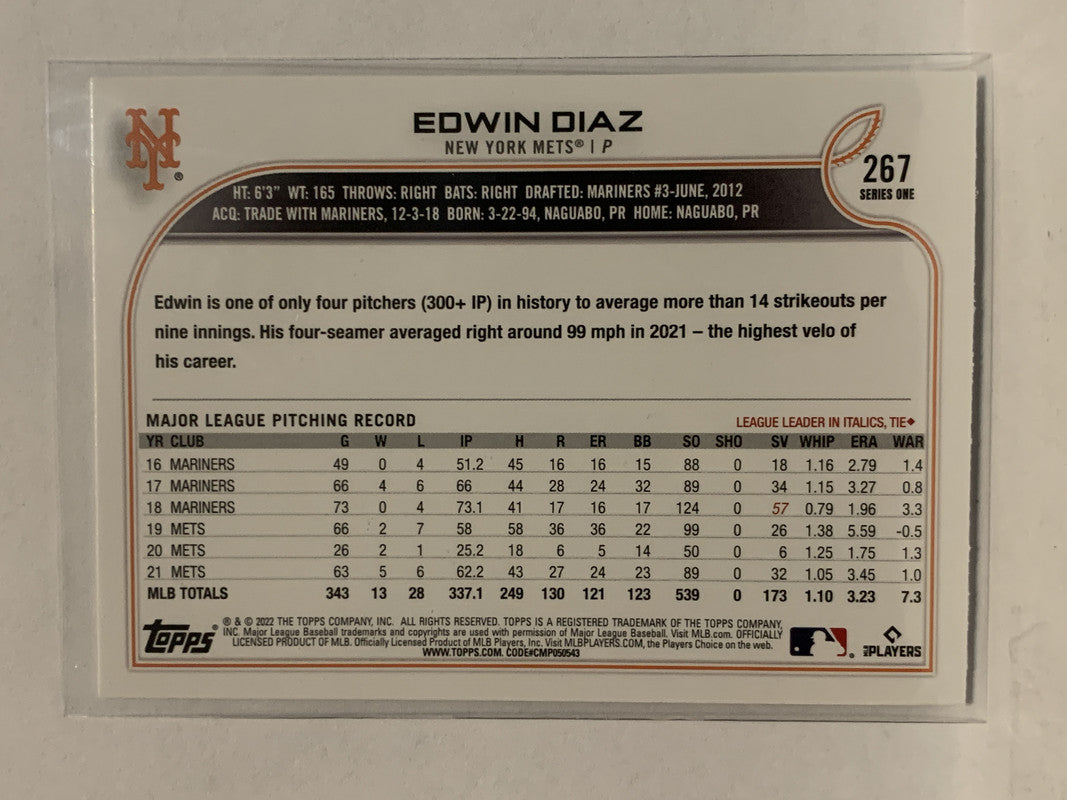 NY ®
EDWIN DIAZ
NEW YORK METS® | P
267
SERIES ONE
HT: 6'3" WT: 165 THROWS: RIGHT BATS: RIGHT DRAFTED: MARINERS #3-JUNE, 2012
ACQ: TRADE WITH MARINERS, 12-3-18 BORN: 3-22-94, NAGUABO, PR HOME: NAGUABO, PR
Edwin is one of only four pitchers (300+ IP) in history to average more than 14 strikeouts per
nine innings. His four-seamer averaged right around 99 mph in 2021 – the highest velo of
his career.
MAJOR LEAGUE PITCHING RECORD LEAGUE LEADER IN ITALICS, TIE◆
YR CLUB G W L IP H R ER BB SO SHO SV WHIP ERA WAR
16 MARINERS 49 0 4 51.2 45 16 16 15 88 0 18 1.16 2.79 1.4
17 MARINERS 66 4 6 66 44 28 24 32 89 0 34 1.15 3.27 0.8
18 MARINERS 73 0 4 73.1 41 17 16 17 124 0 57 0.79 1.96 3.3
19 METS 66 2 7 58 58 36 36 22 99 0 26 1.38 5.59 -0.5
20 METS 26 2 1 25.2 18 6 5 14 50 0 6 1.25 1.75 1.3
21 METS 63 5 6 62.2 43 27 24 23 89 0 32 1.05 3.45 1.0
MLB TOTALS 343 13 28 337.1 249 130 121 123 539 0 173 1.10 3.23 7.3
TOPPS®
® & © 2022 THE TOPPS COMPANY, INC. ALL RIGHTS RESERVED. TOPPS IS A REGISTERED TRADEMARK OF THE TOPPS COMPANY,
INC. Major League Baseball trademarks and copyrights are used with permission of Major League Baseball. Visit MLB.com. OFFICIALLY
LICENSED PRODUCT OF MLB. Officially Licensed Product of MLB Players, Inc. Visit MLBPLAYERS.COM, the Players Choice on the web.
WWW.TOPPS.COM. CODE#CMP050543
MLB PLAYERS